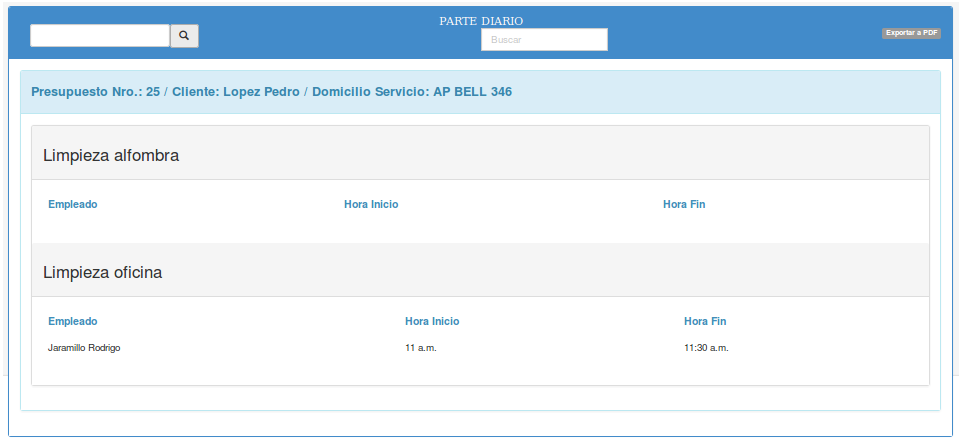 PARTE DIARIO
Buscar
Exportar a PDF
Presupuesto Nro.: 25 / Cliente: Lopez Pedro / Domicilio Servicio: AP BELL 346
Limpieza alfombra
Empleado Hora Inicio Hora Fin
Limpieza oficina
Empleado Hora Inicio Hora Fin
Jaramillo Rodrigo 11 a.m. 11:30 a.m.